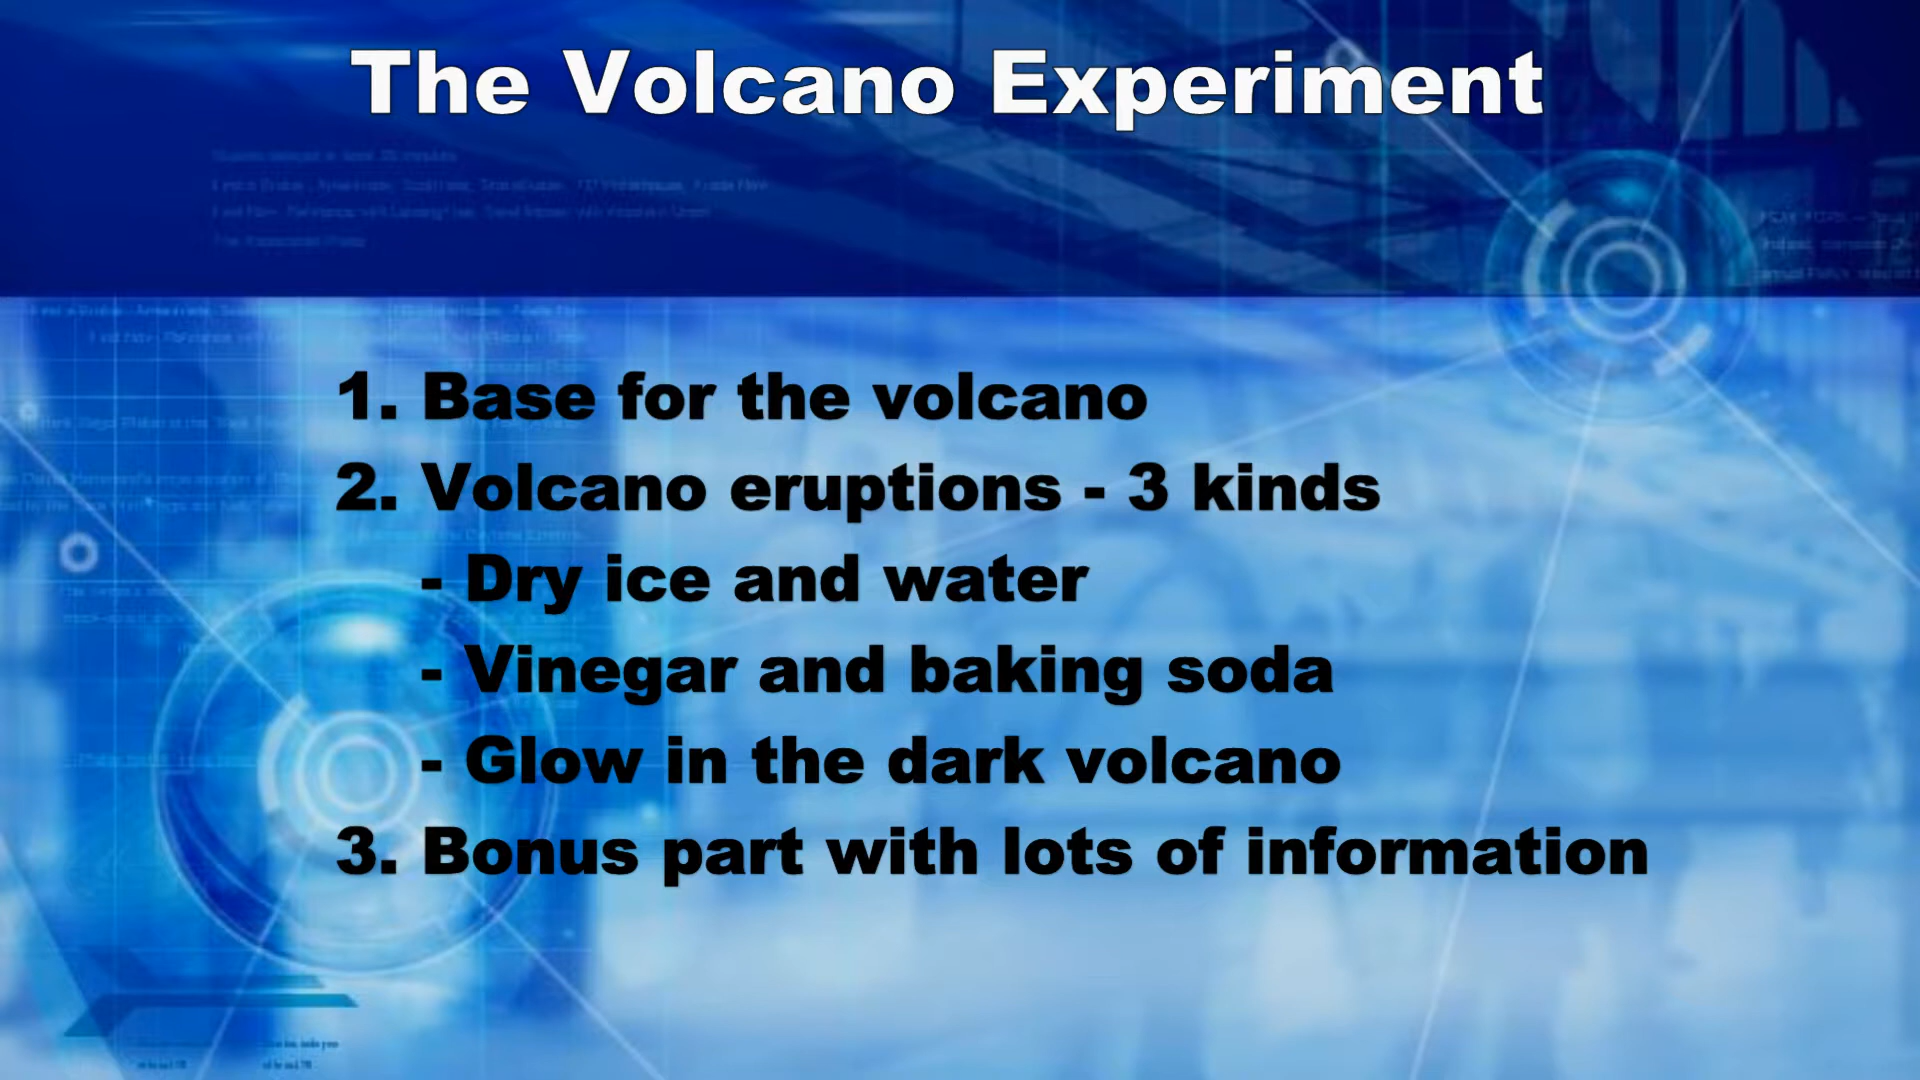 The Volcano Experiment
1. Base for the volcano
2. Volcano eruptions - 3 kinds
- Dry ice and water
- Vinegar and baking soda
- Glow in the dark volcano
3. Bonus part with lots of information